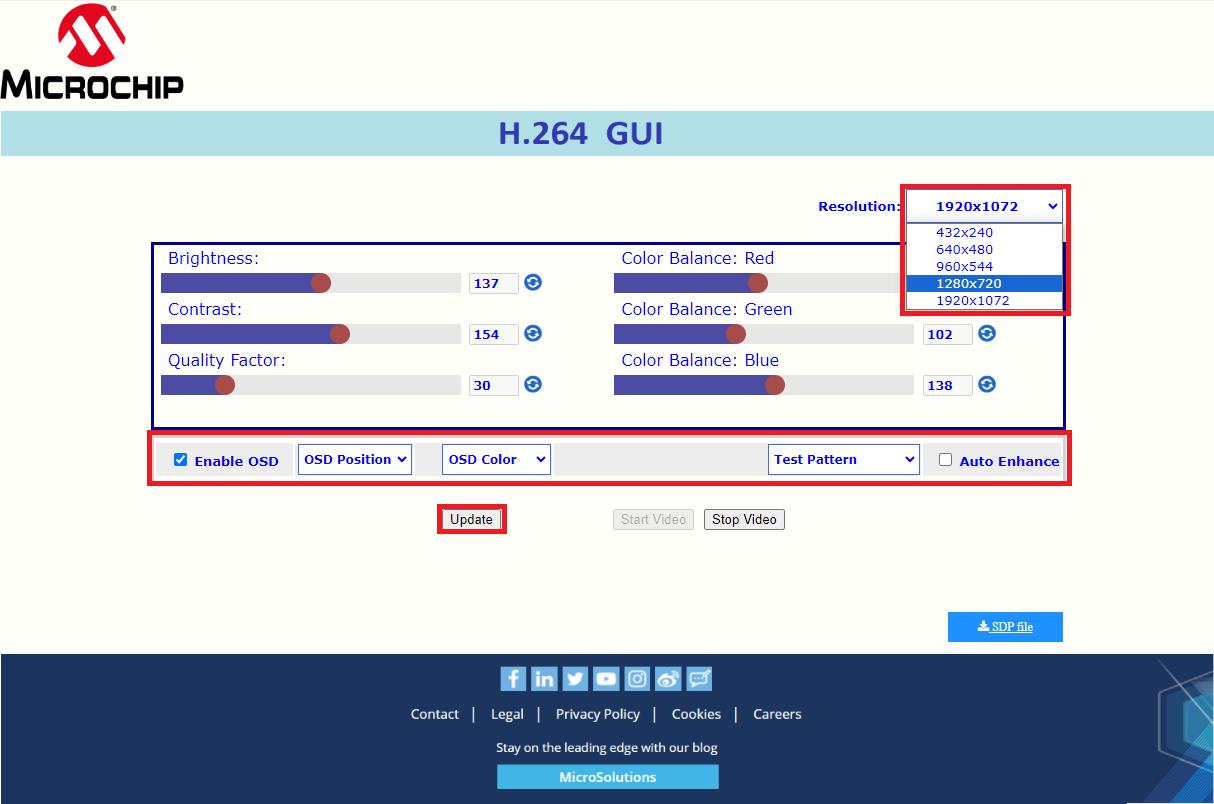 MICROCHIP
H.264 GUI
Resolution: 1920x1072
432x240
640x480
960x544
1280x720
1920x1072
Brightness:
137
Contrast:
154
Quality Factor:
30
Color Balance: Red
Color Balance: Green
102
Color Balance: Blue
138
Enable OSD OSD Position OSD Color Test Pattern Auto Enhance
Update Start Video Stop Video
SDP file
Contact | Legal | Privacy Policy | Cookies | Careers
Stay on the leading edge with our blog
MicroSolutions